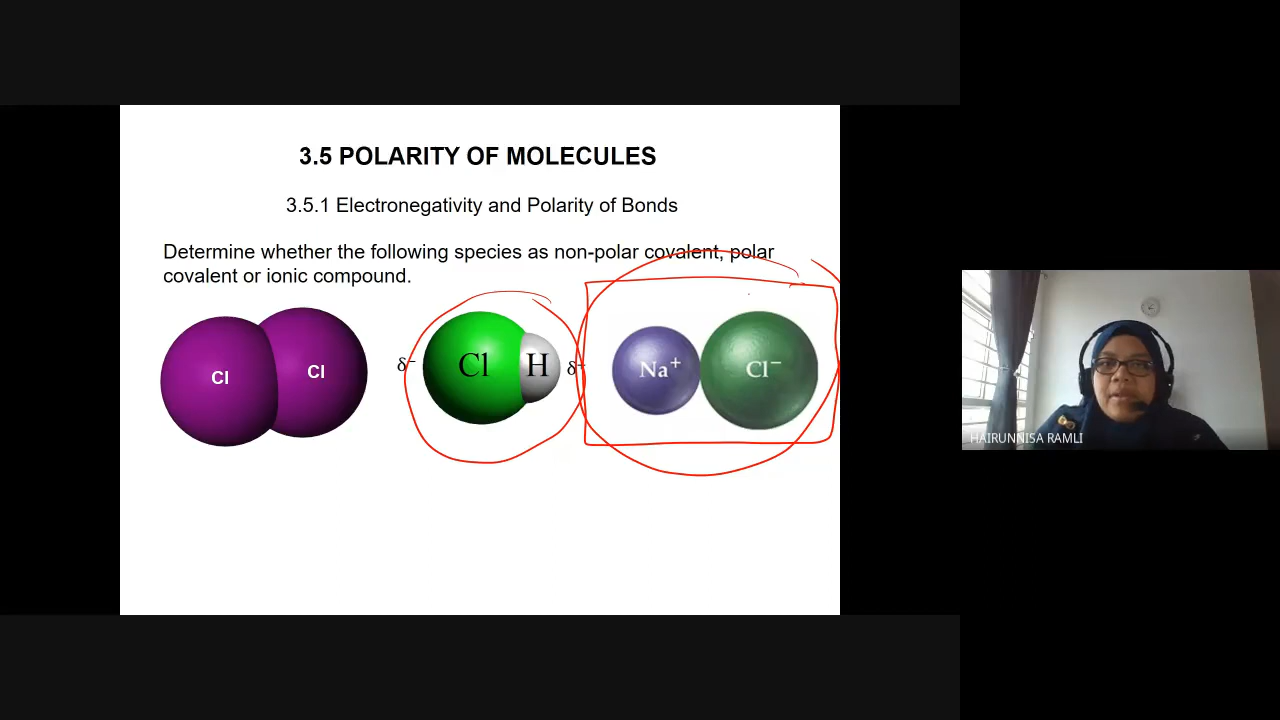 3.5 POLARITY OF MOLECULES
3.5.1 Electronegativity and Polarity of Bonds
Determine whether the following species as non-polar covalent, polar
covalent or ionic compound.
Cl Cl
δ⁻ Cl H δ⁺
Na⁺ Cl⁻
HAIRUNNISA RAMLI